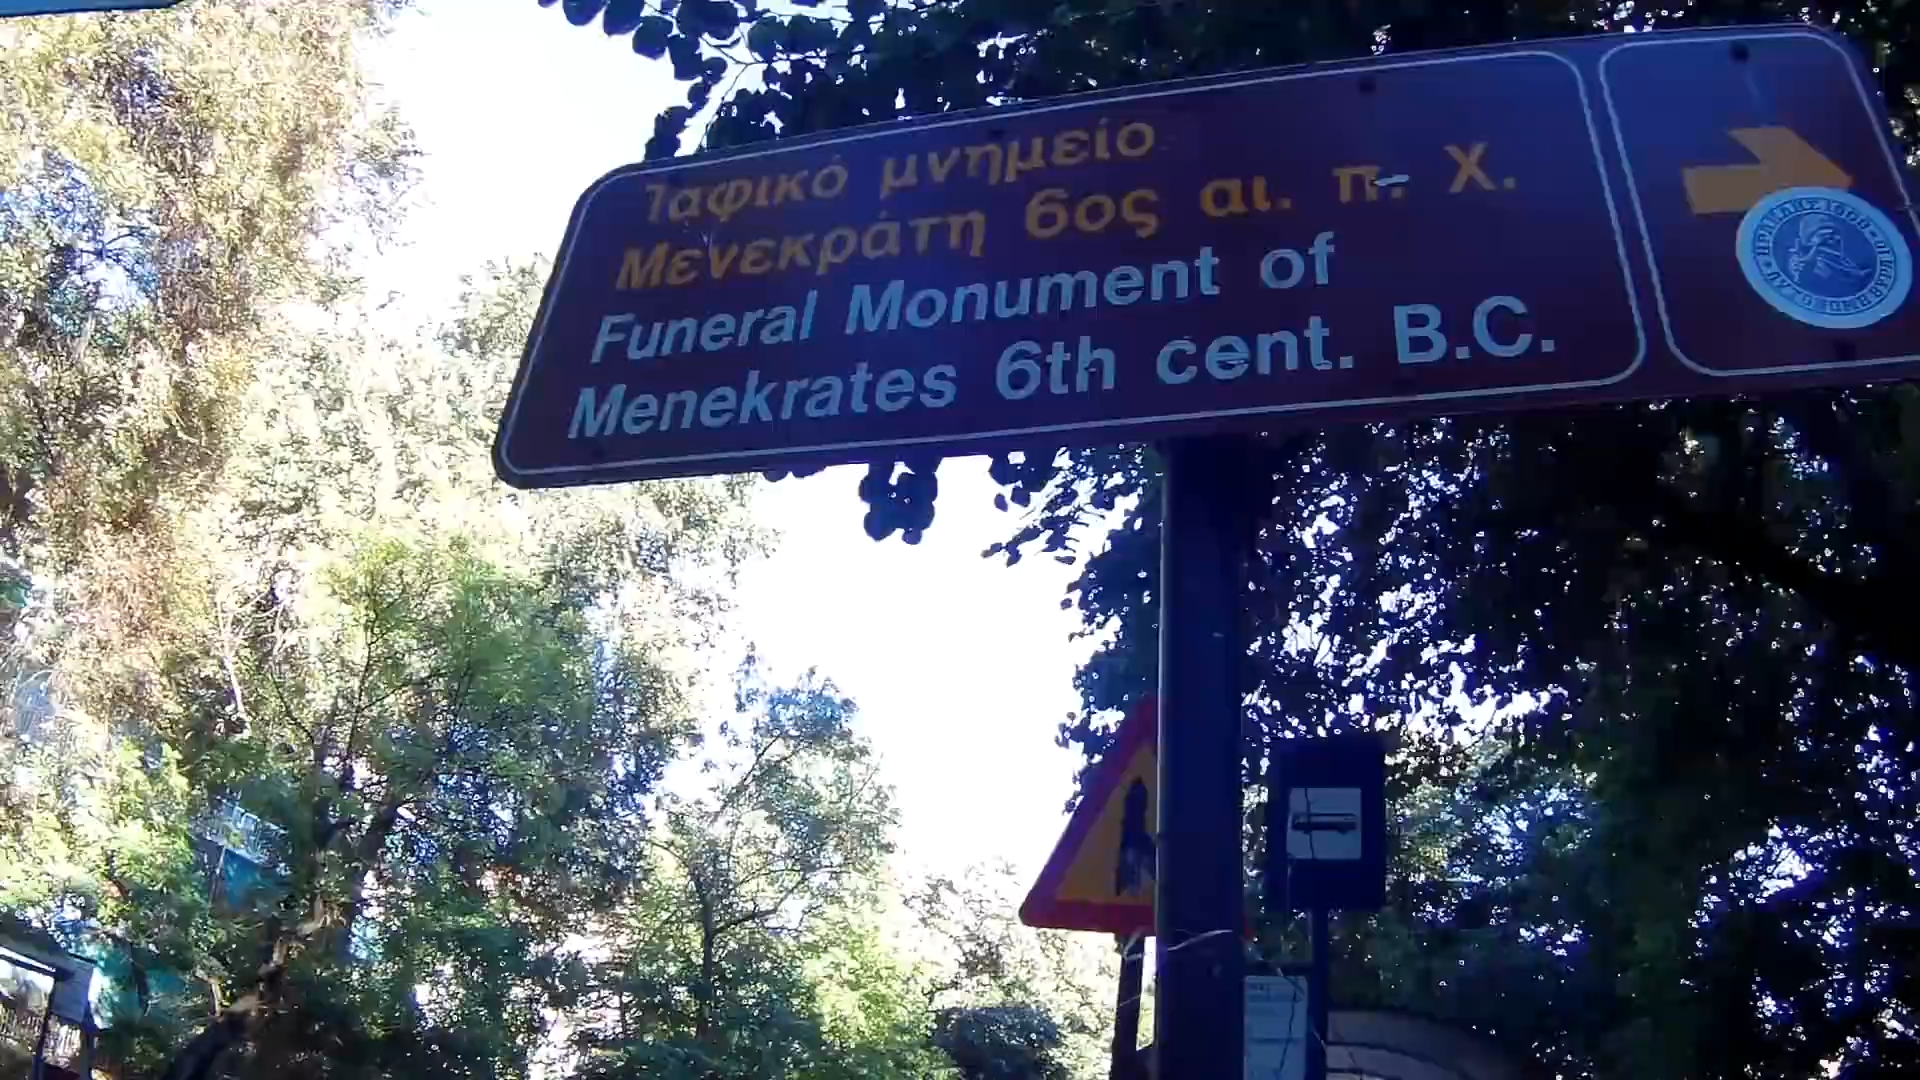 Ταφικό μνημείο
Μενεκράτη 6ος αι. π. Χ.
Funeral Monument of
Menekrates 6th cent. B.C.